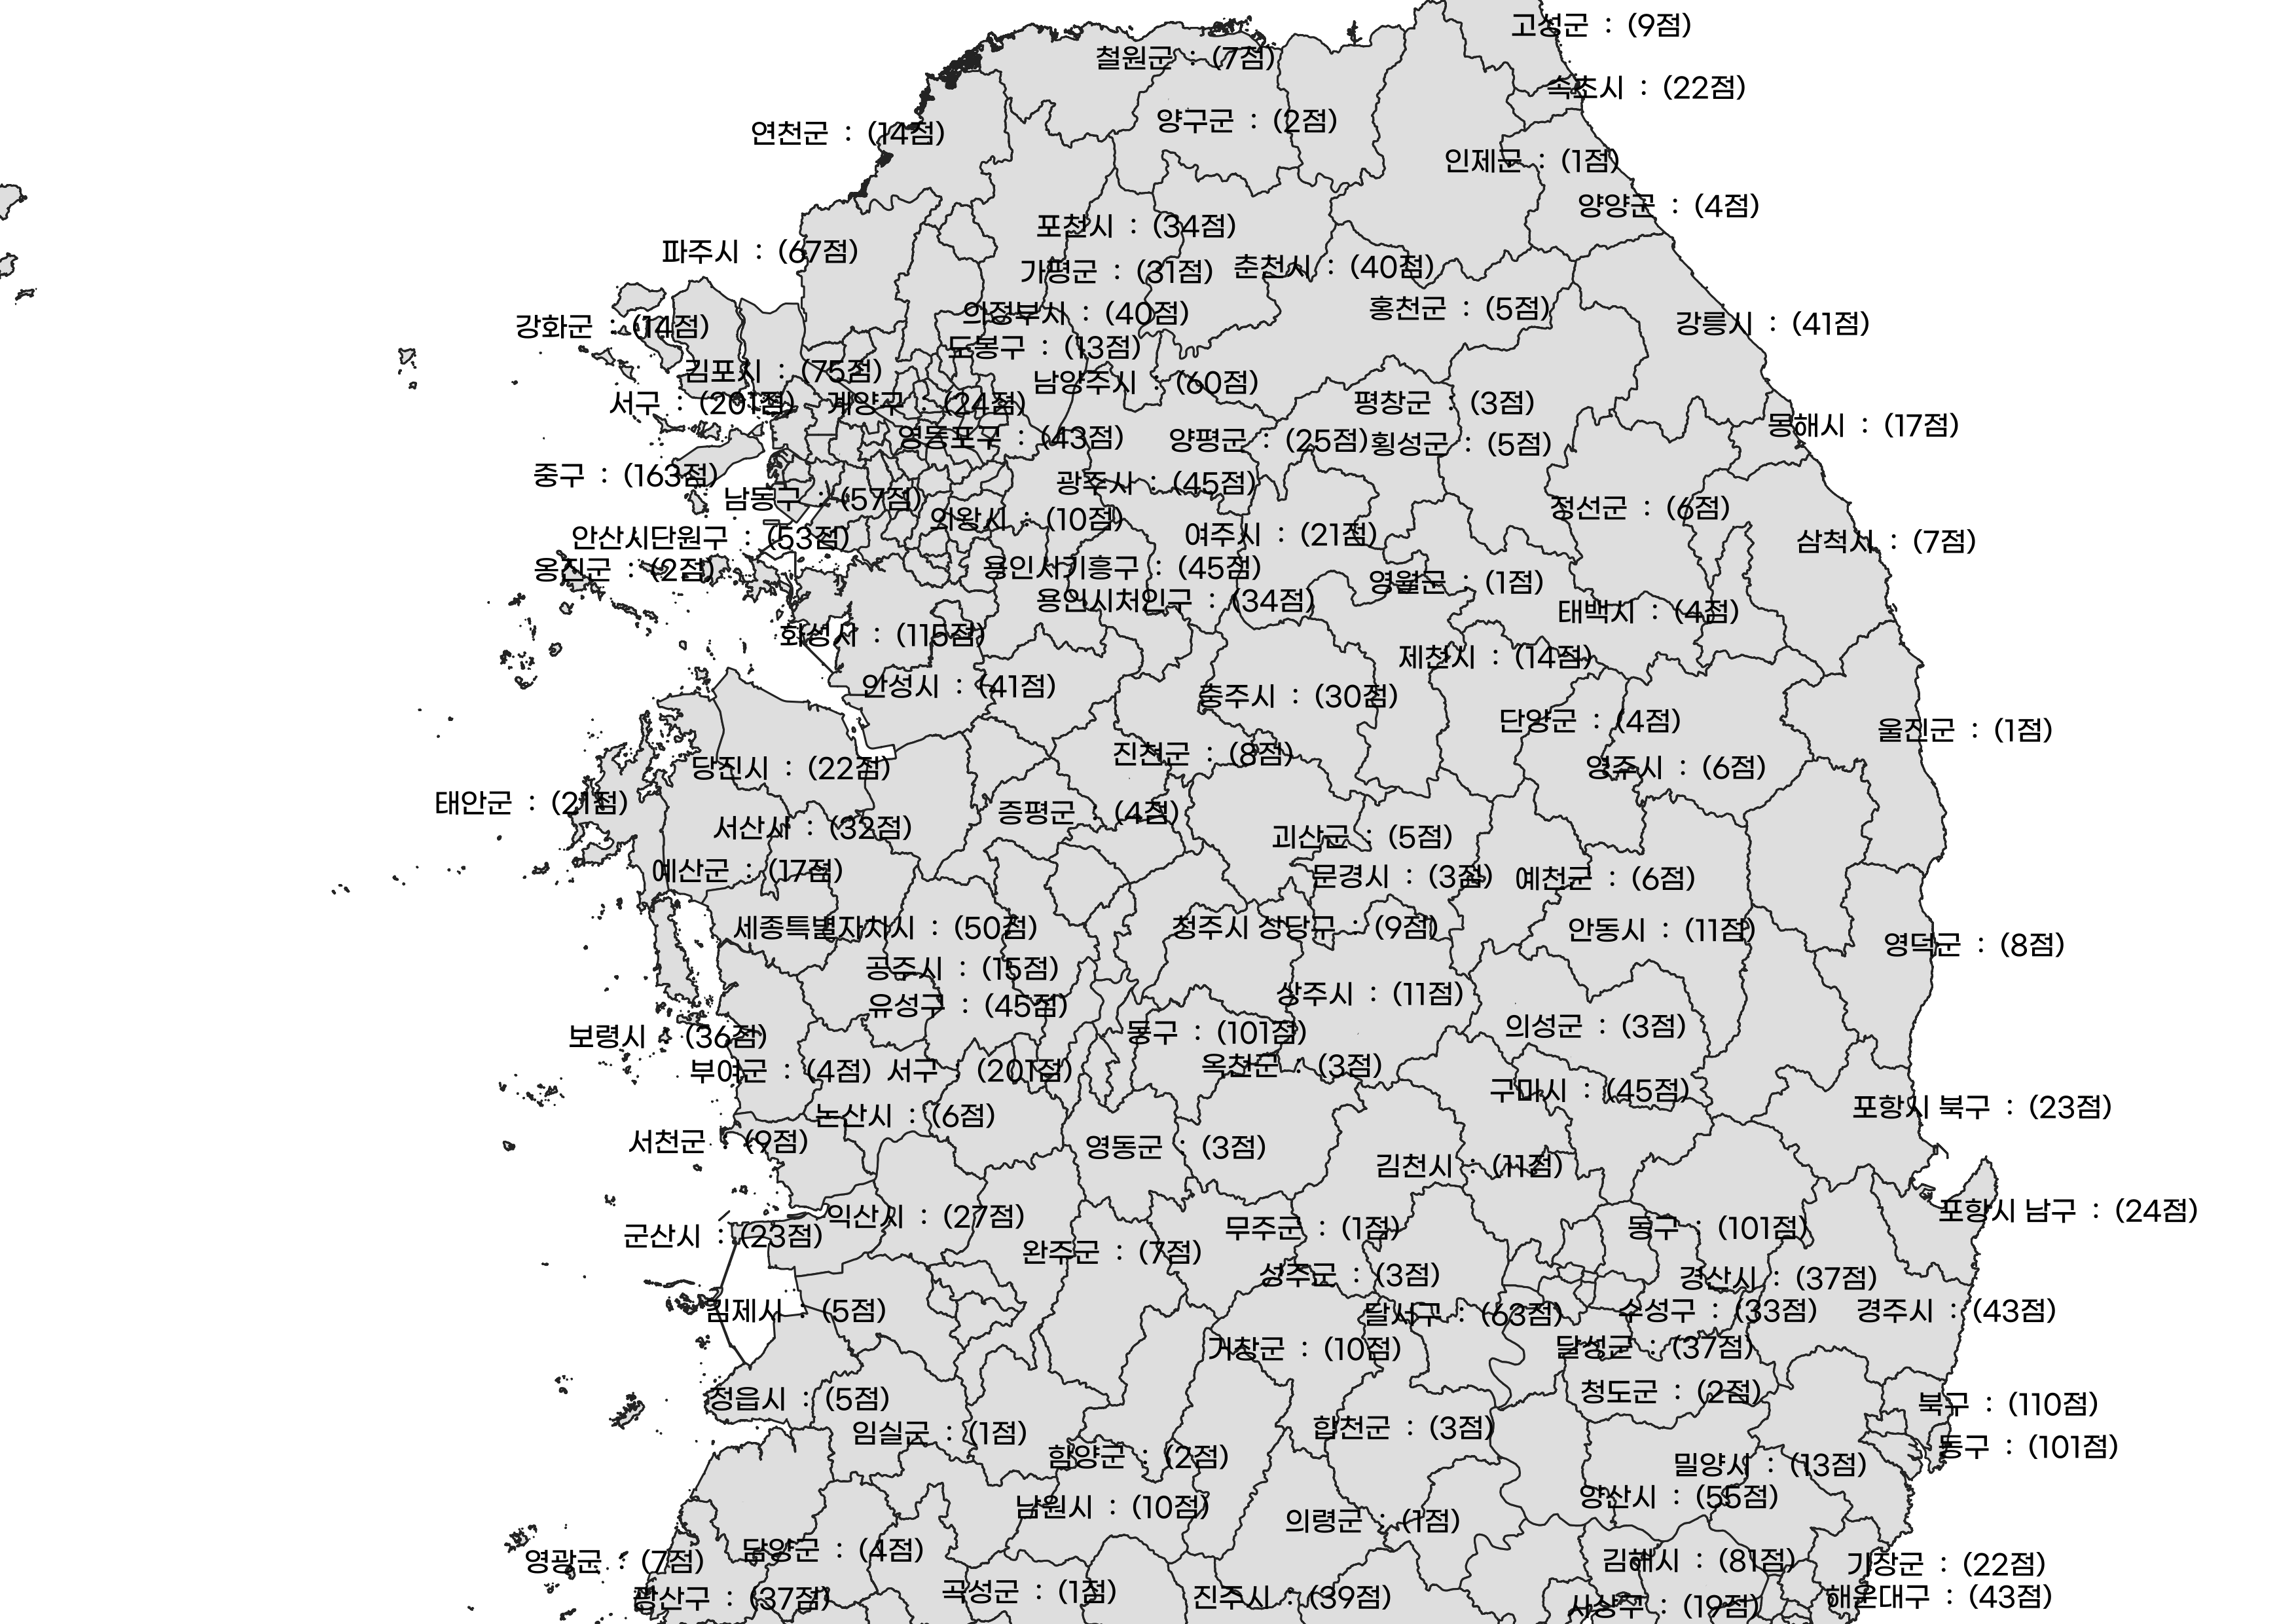 고성군 : (9점)
철원군 : (7점)
속초시 : (22점)
양구군 : (2점)
연천군 : (14점)
인제군 : (1점)
양양군 : (4점)
포천시 : (34점)
파주시 : (67점)
가평군 : (31점)
춘천시 : (40점)
홍천군 : (5점)
의정부시 : (40점)
강화군 : (14점)
강릉시 : (41점)
도봉구 : (13점)
김포시 : (75점)
남양주시 : (60점)
서구 : (201점)
계양구 : (24점)
평창군 : (3점)
동해시 : (17점)
영등포구 : (43점)
양평군 : (25점)
횡성군 : (5점)
중구 : (163점)
광주시 : (45점)
남동구 : (57점)
정선군 : (6점)
의왕시 : (10점)
여주시 : (21점)
안산시단원구 : (53점)
삼척시 : (7점)
옹진군 : (2점)
용인시기흥구 : (45점)
영월군 : (1점)
용인시처인구 : (34점)
태백시 : (4점)
화성시 : (115점)
제천시 : (14점)
안성시 : (41점)
충주시 : (30점)
단양군 : (4점)
울진군 : (1점)
진천군 : (8점)
당진시 : (22점)
영주시 : (6점)
태안군 : (21점)
증평군 : (4점)
서산시 : (32점)
괴산군 : (5점)
예산군 : (17점)
문경시 : (3점)
예천군 : (6점)
세종특별자치시 : (50점)
청주시 상당구 : (9점)
안동시 : (11점)
영덕군 : (8점)
공주시 : (15점)
상주시 : (11점)
유성구 : (45점)
의성군 : (3점)
보령시 : (36점)
동구 : (101점)
옥천군 : (3점)
부여군 : (4점)
서구 : (201점)
구미시 : (45점)
포항시 북구 : (23점)
논산시 : (6점)
서천군 : (9점)
영동군 : (3점)
김천시 : (11점)
포항시 남구 : (24점)
익산시 : (27점)
무주군 : (1점)
동구 : (101점)
군산시 : (23점)
완주군 : (7점)
성주군 : (3점)
경산시 : (37점)
김제시 : (5점)
달서구 : (63점)
수성구 : (33점)
경주시 : (43점)
거창군 : (10점)
달성군 : (37점)
청도군 : (2점)
정읍시 : (5점)
북구 : (110점)
합천군 : (3점)
임실군 : (1점)
동구 : (101점)
함양군 : (2점)
밀양시 : (13점)
양산시 : (55점)
남원시 : (10점)
의령군 : (1점)
담양군 : (4점)
영광군 : (7점)
김해시 : (81점)
기장군 : (22점)
곡성군 : (1점)
광산구 : (37점)
진주시 : (39점)
해운대구 : (43점)
사상구 : (19점)